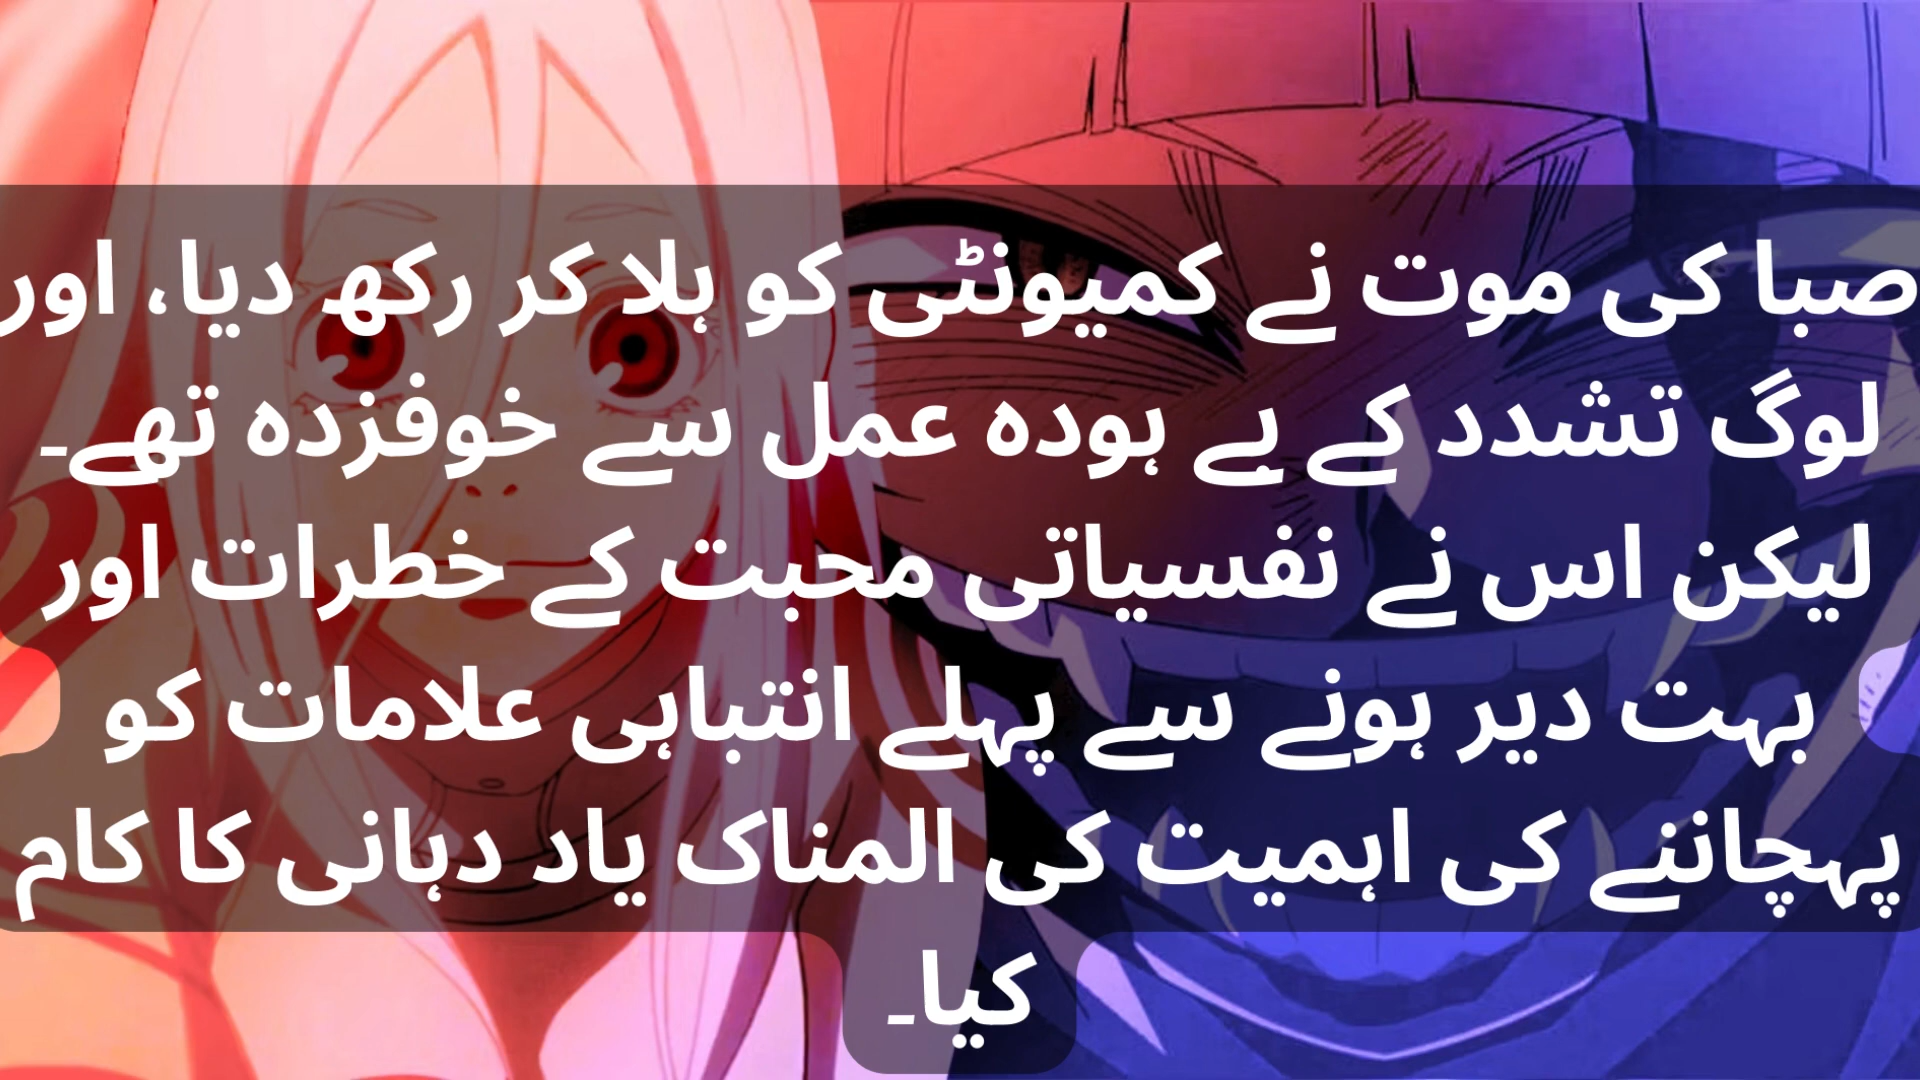 صبا کی موت نے کمیونٹی کو ہلا کر رکھ دیا، اور
لوگ تشدد کے بے ہودہ عمل سے خوفزدہ تھے۔
لیکن اس نے نفسیاتی محبت کے خطرات اور
بہت دیر ہونے سے پہلے انتباہی علامات کو
پہچاننے کی اہمیت کی المناک یاد دہانی کا کام
کیا۔